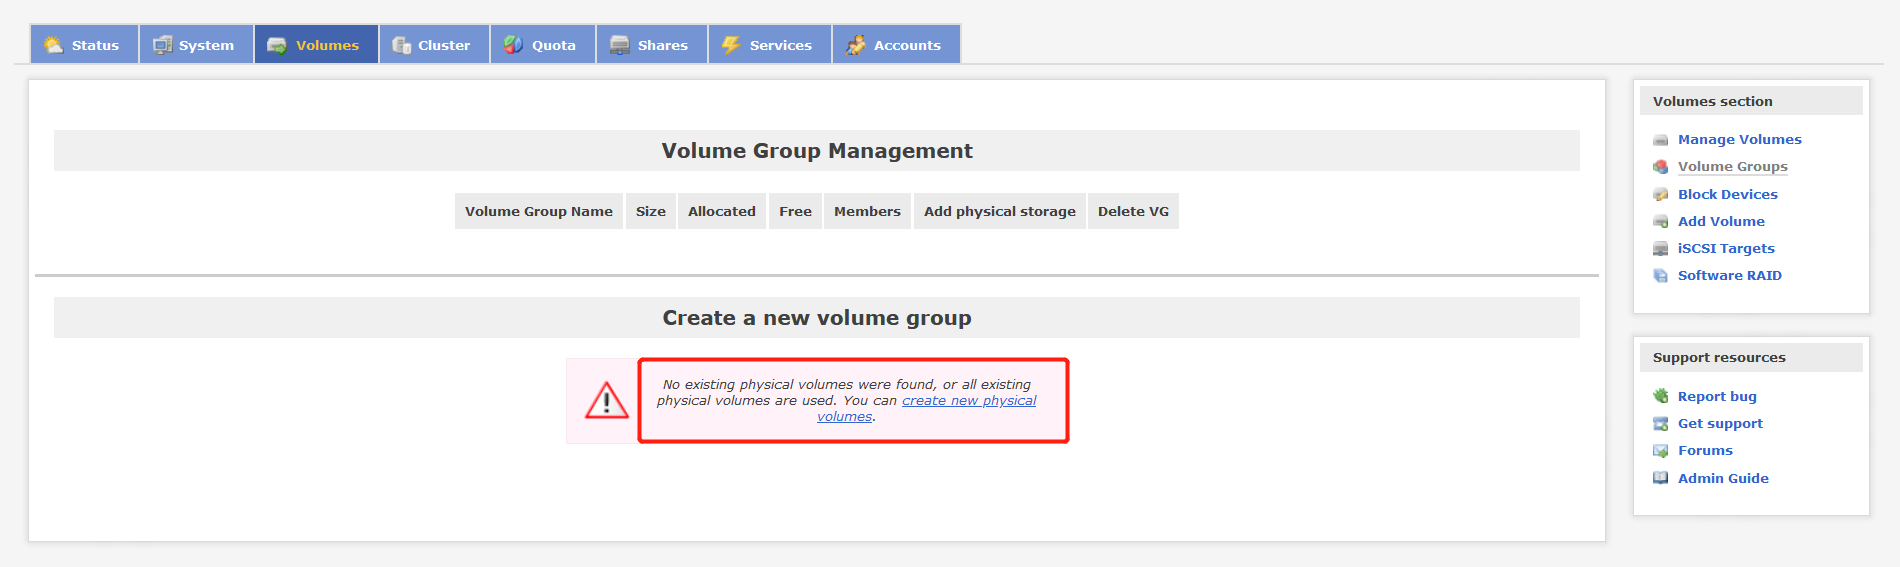 Status System Volumes Cluster Quota Shares Services Accounts
Volume Group Management
Volume Group Name Size Allocated Free Members Add physical storage Delete VG
Create a new volume group
No existing physical volumes were found, or all existing
physical volumes are used. You can create new physical
volumes.
Volumes section
Manage Volumes
Volume Groups
Block Devices
Add Volume
iSCSI Targets
Software RAID
Support resources
Report bug
Get support
Forums
Admin Guide